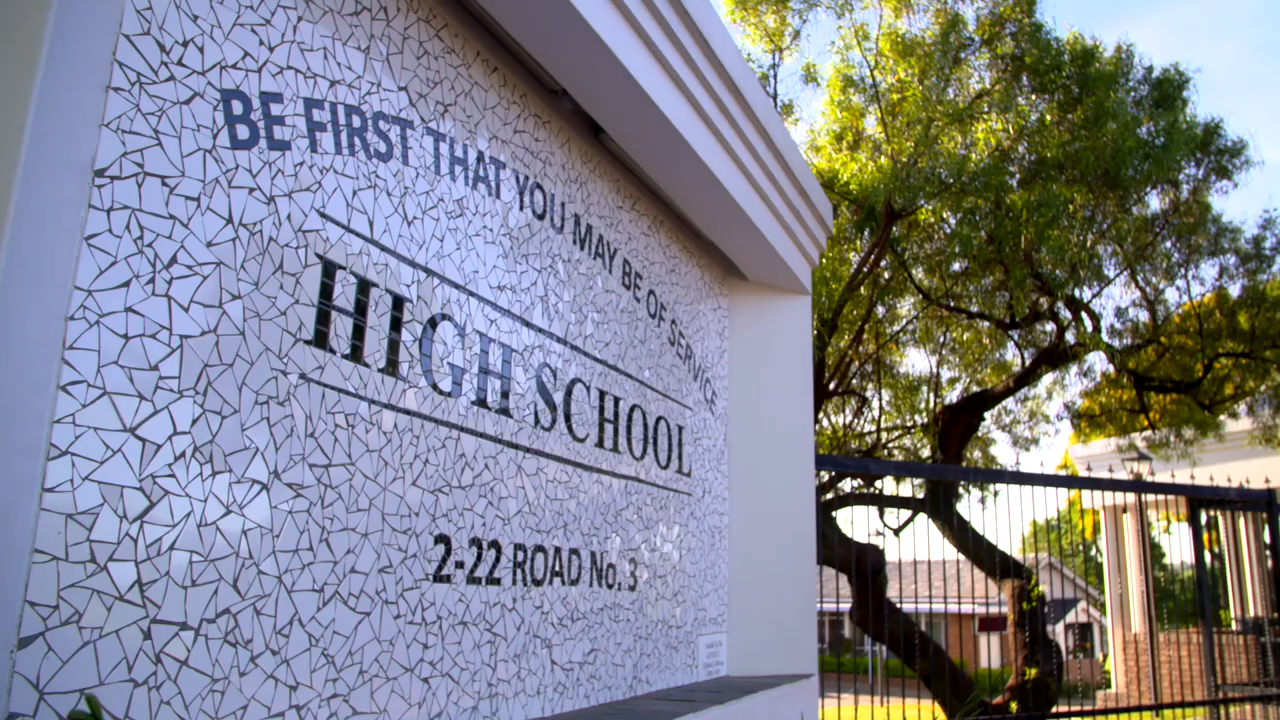 BE FIRST THAT YOU MAY BE OF SERVICE
HIGH SCHOOL
2-22 ROAD No. 3